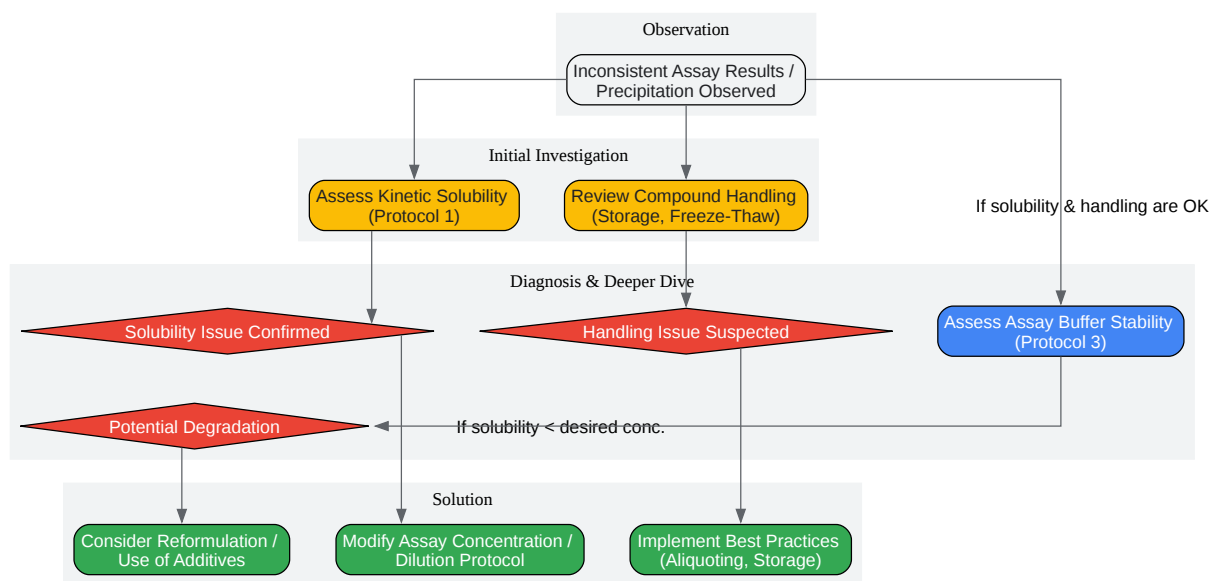 Observation
Inconsistent Assay Results /
Precipitation Observed
Initial Investigation
Assess Kinetic Solubility
(Protocol 1)
Review Compound Handling
(Storage, Freeze-Thaw)
If solubility & handling are OK
Diagnosis & Deeper Dive
Solubility Issue Confirmed
Handling Issue Suspected
Assess Assay Buffer Stability
(Protocol 3)
Potential Degradation
If solubility < desired conc.
Solution
Consider Reformulation /
Use of Additives
Modify Assay Concentration /
Dilution Protocol
Implement Best Practices
(Aliquoting, Storage)